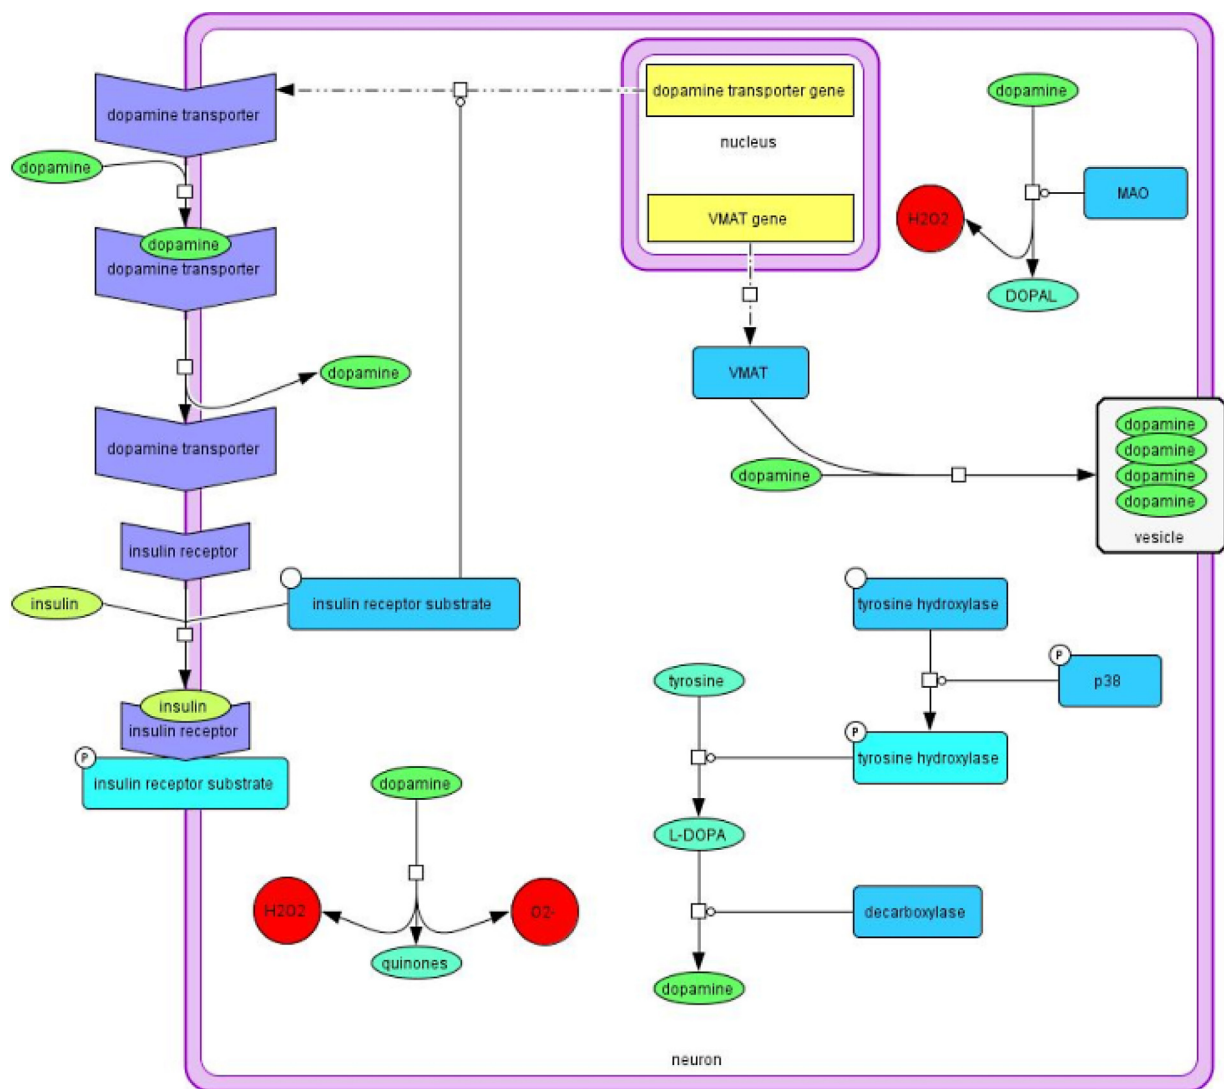 dopamine transporter
dopamine transporter gene
dopamine
nucleus
dopamine
MAO
H2O2
VMAT gene
dopamine
dopamine transporter
DOPAL
VMAT
dopamine
dopamine transporter
dopamine
dopamine
dopamine
dopamine
dopamine
vesicle
insulin receptor
insulin
insulin receptor substrate
tyrosine hydroxylase
P
p38
tyrosine
insulin
insulin receptor
P
insulin receptor substrate
P
tyrosine hydroxylase
dopamine
L-DOPA
H2O2
O2-
decarboxylase
quinones
dopamine
neuron